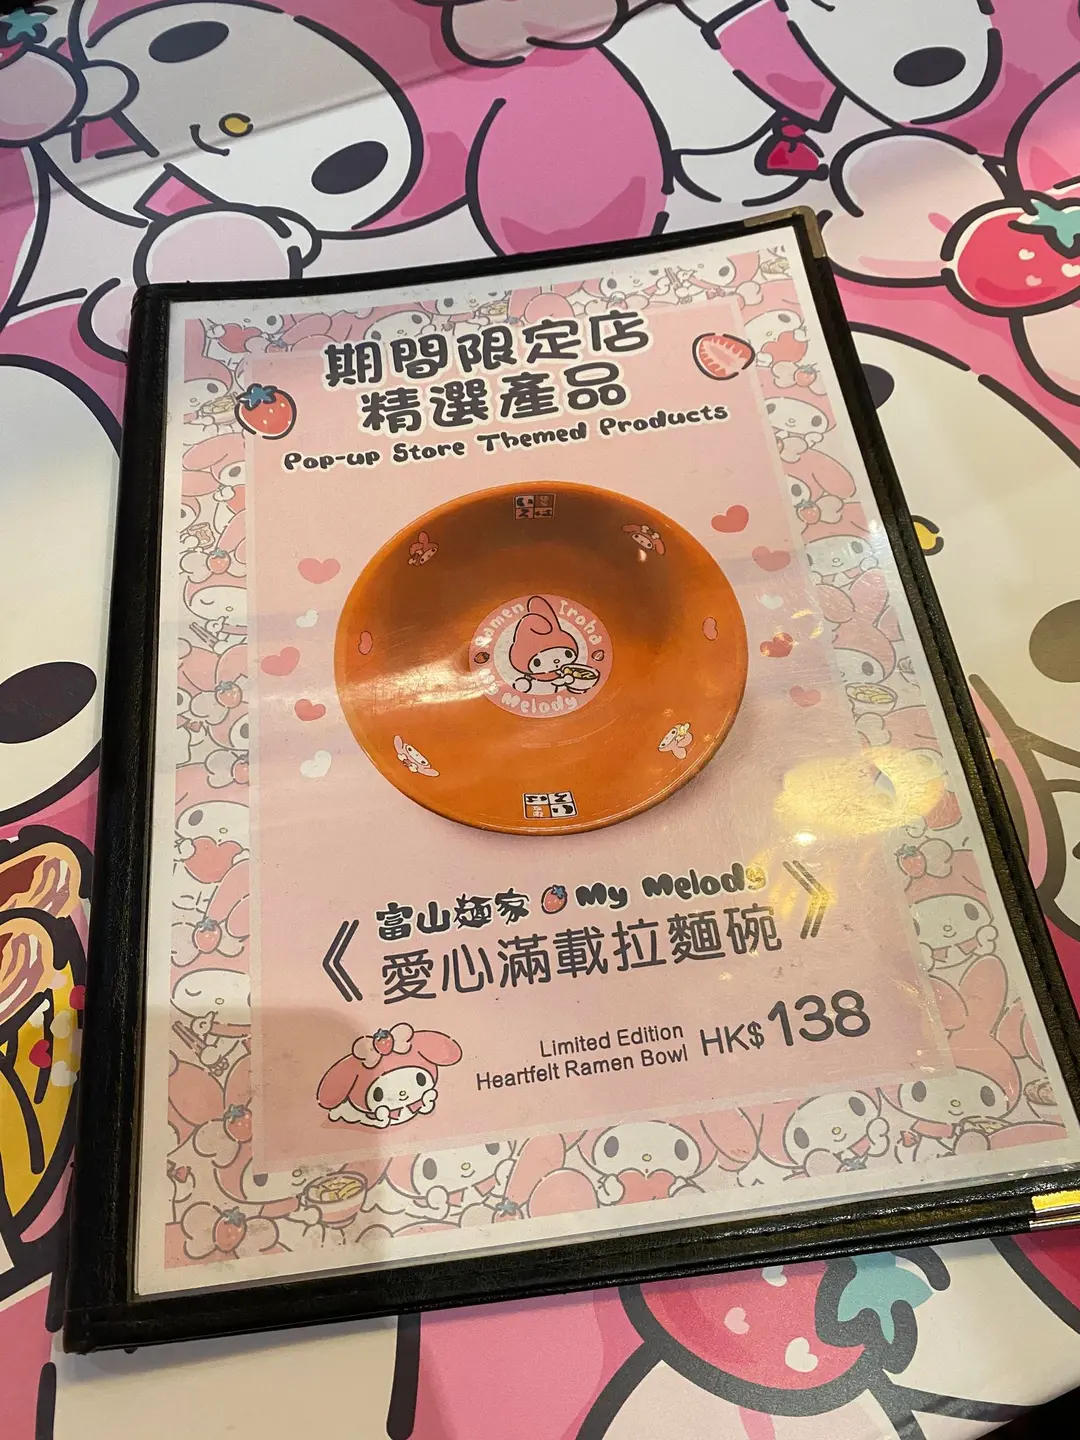 期間限定店
精選產品
Pop-up Store Themed Products
Ramen Iroha
My Melody
富山麵家 My Melody
《愛心滿載拉麵碗》
Limited Edition
Heartfelt Ramen Bowl HK$ 138